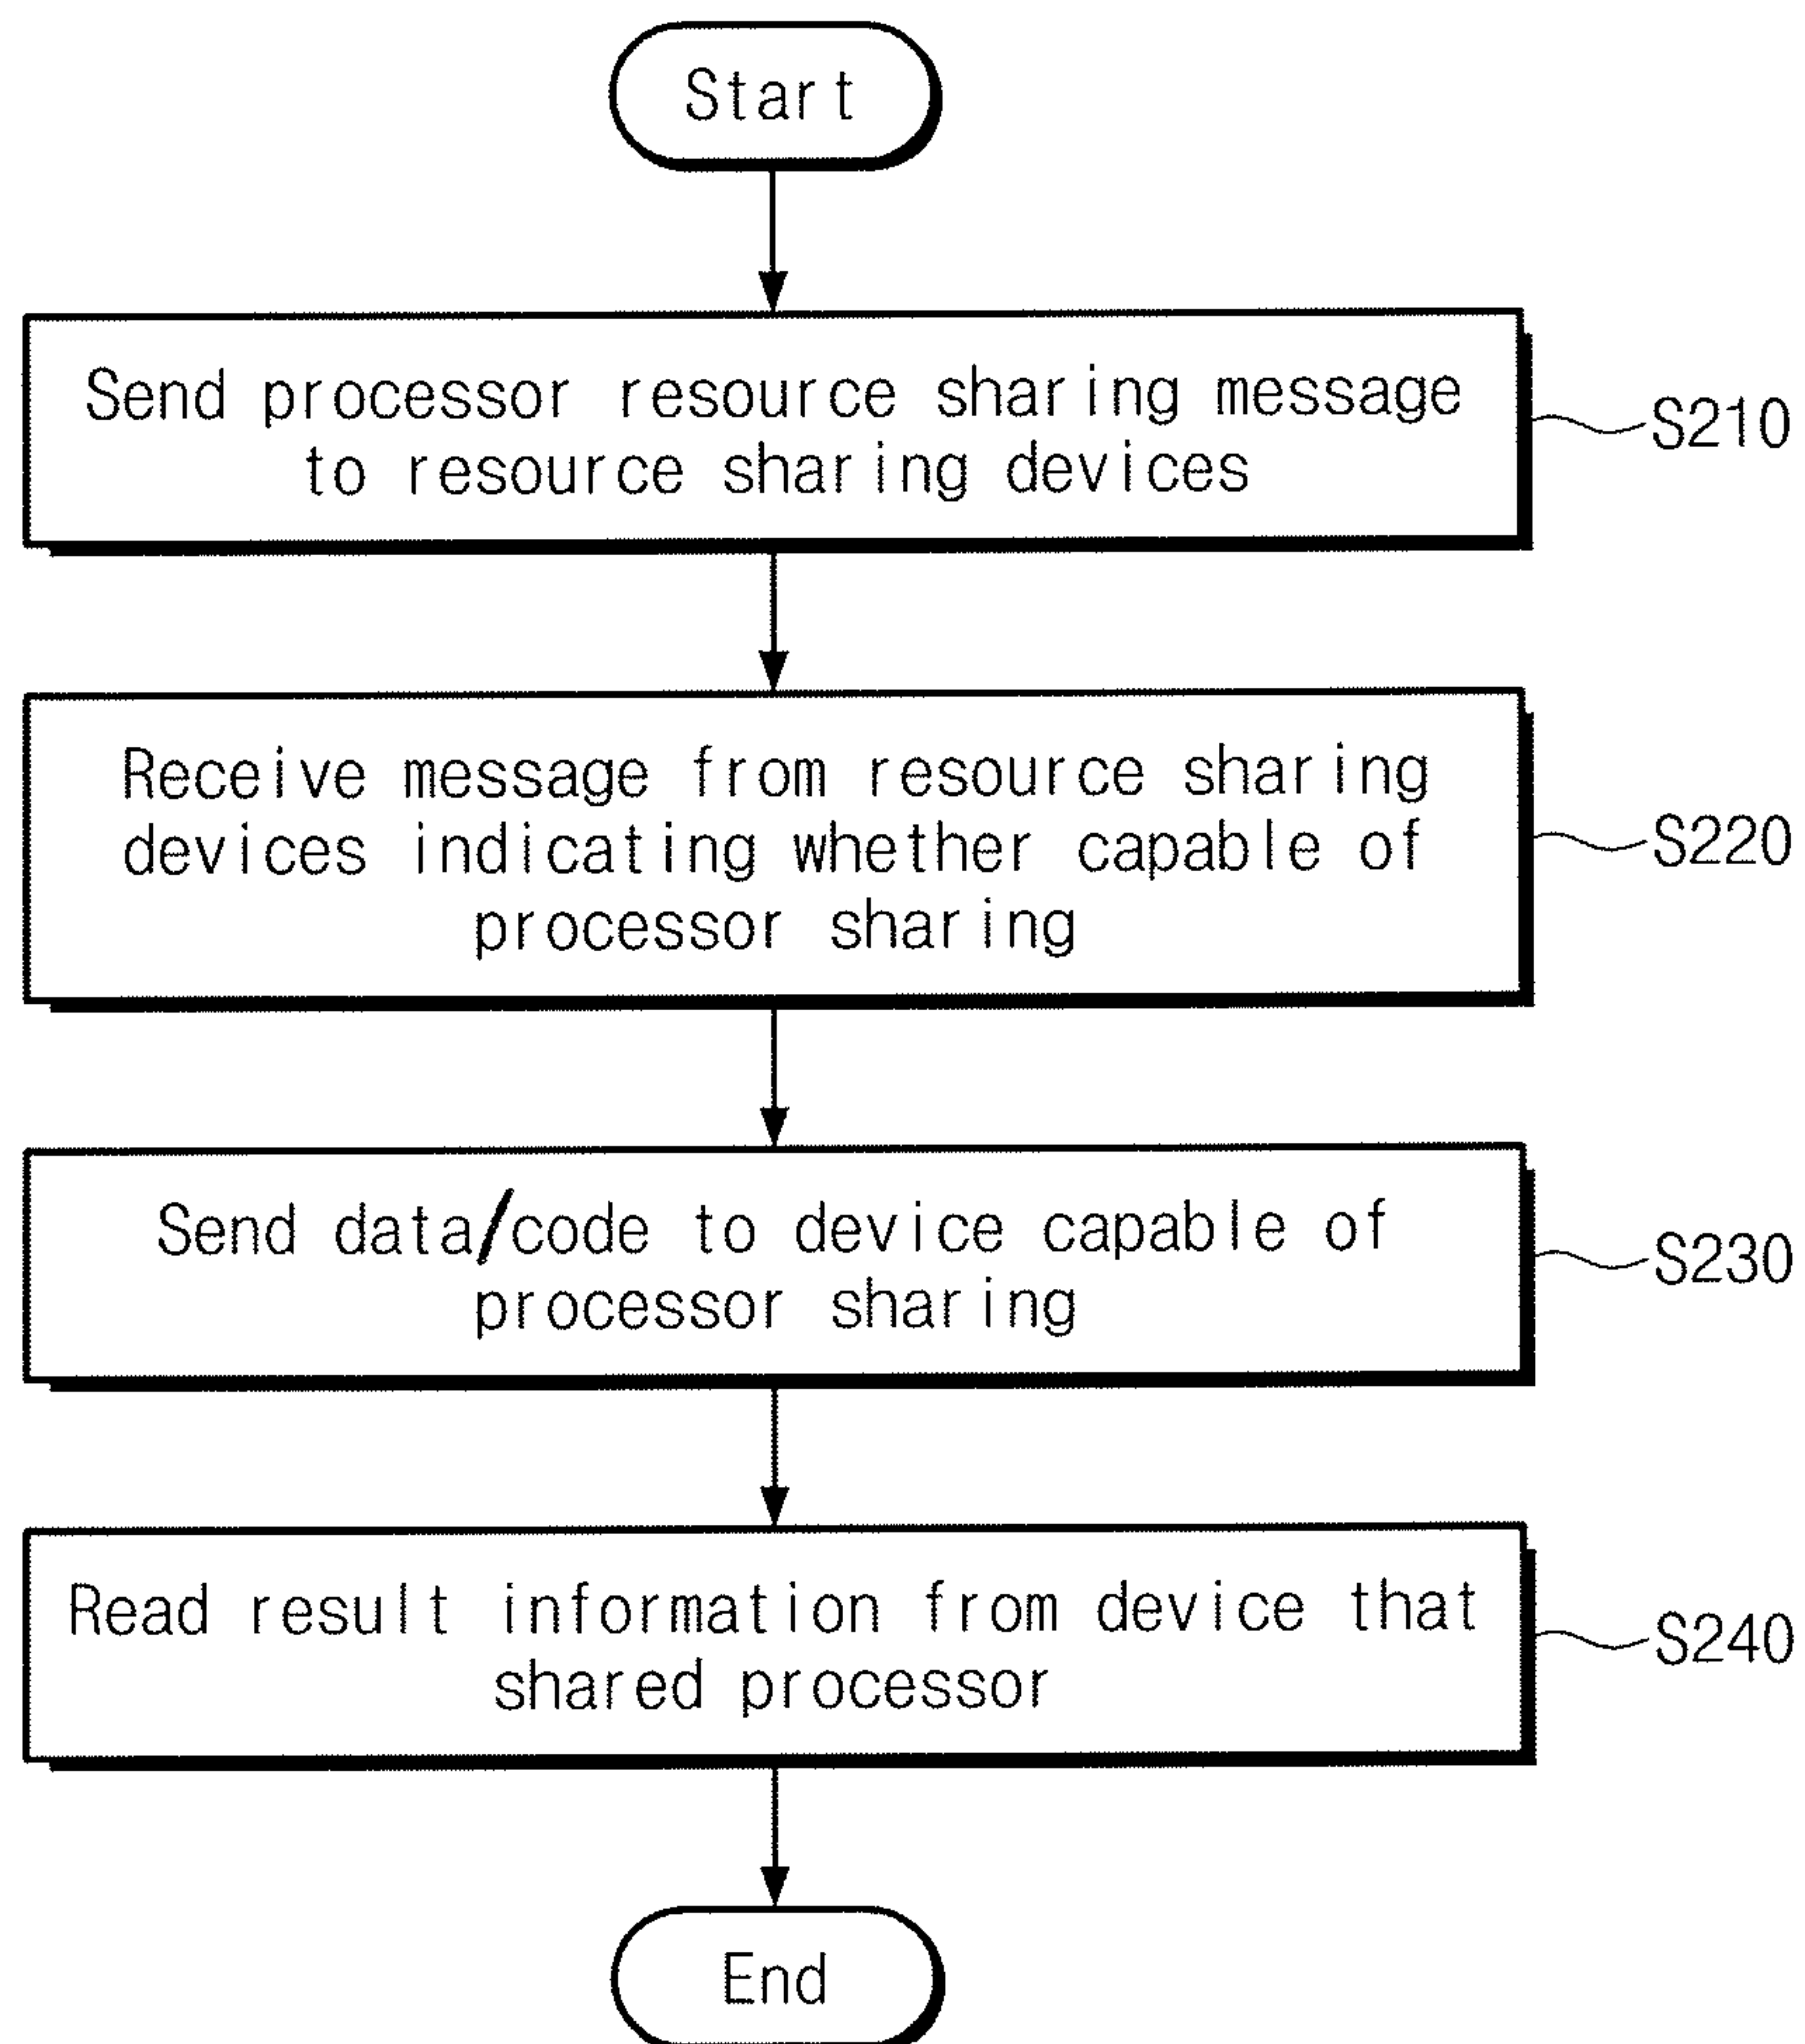 Start
Send processor resource sharing message
to resource sharing devices
S210
Receive message from resource sharing
devices indicating whether capable of
processor sharing
S220
Send data/code to device capable of
processor sharing
S230
Read result information from device that
shared processor
S240
End